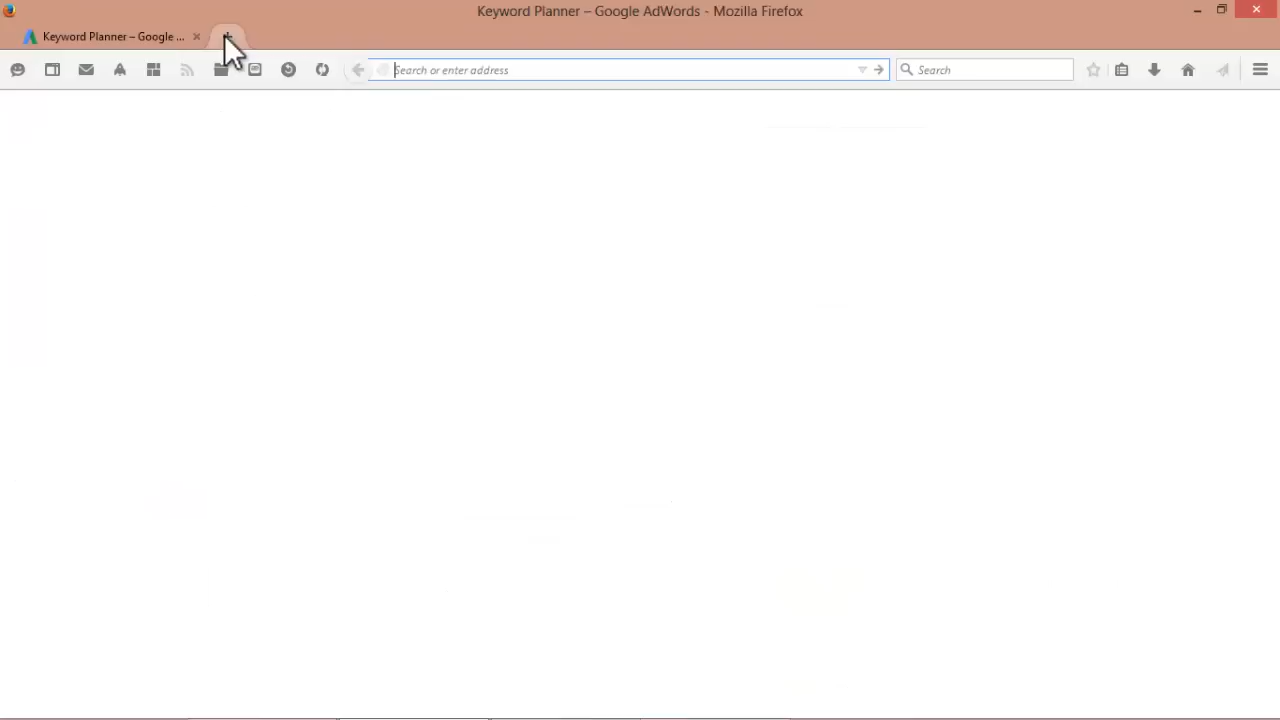 Keyword Planner – Google AdWords - Mozilla Firefox
Keyword Planner – Google ...
Search or enter address
Search